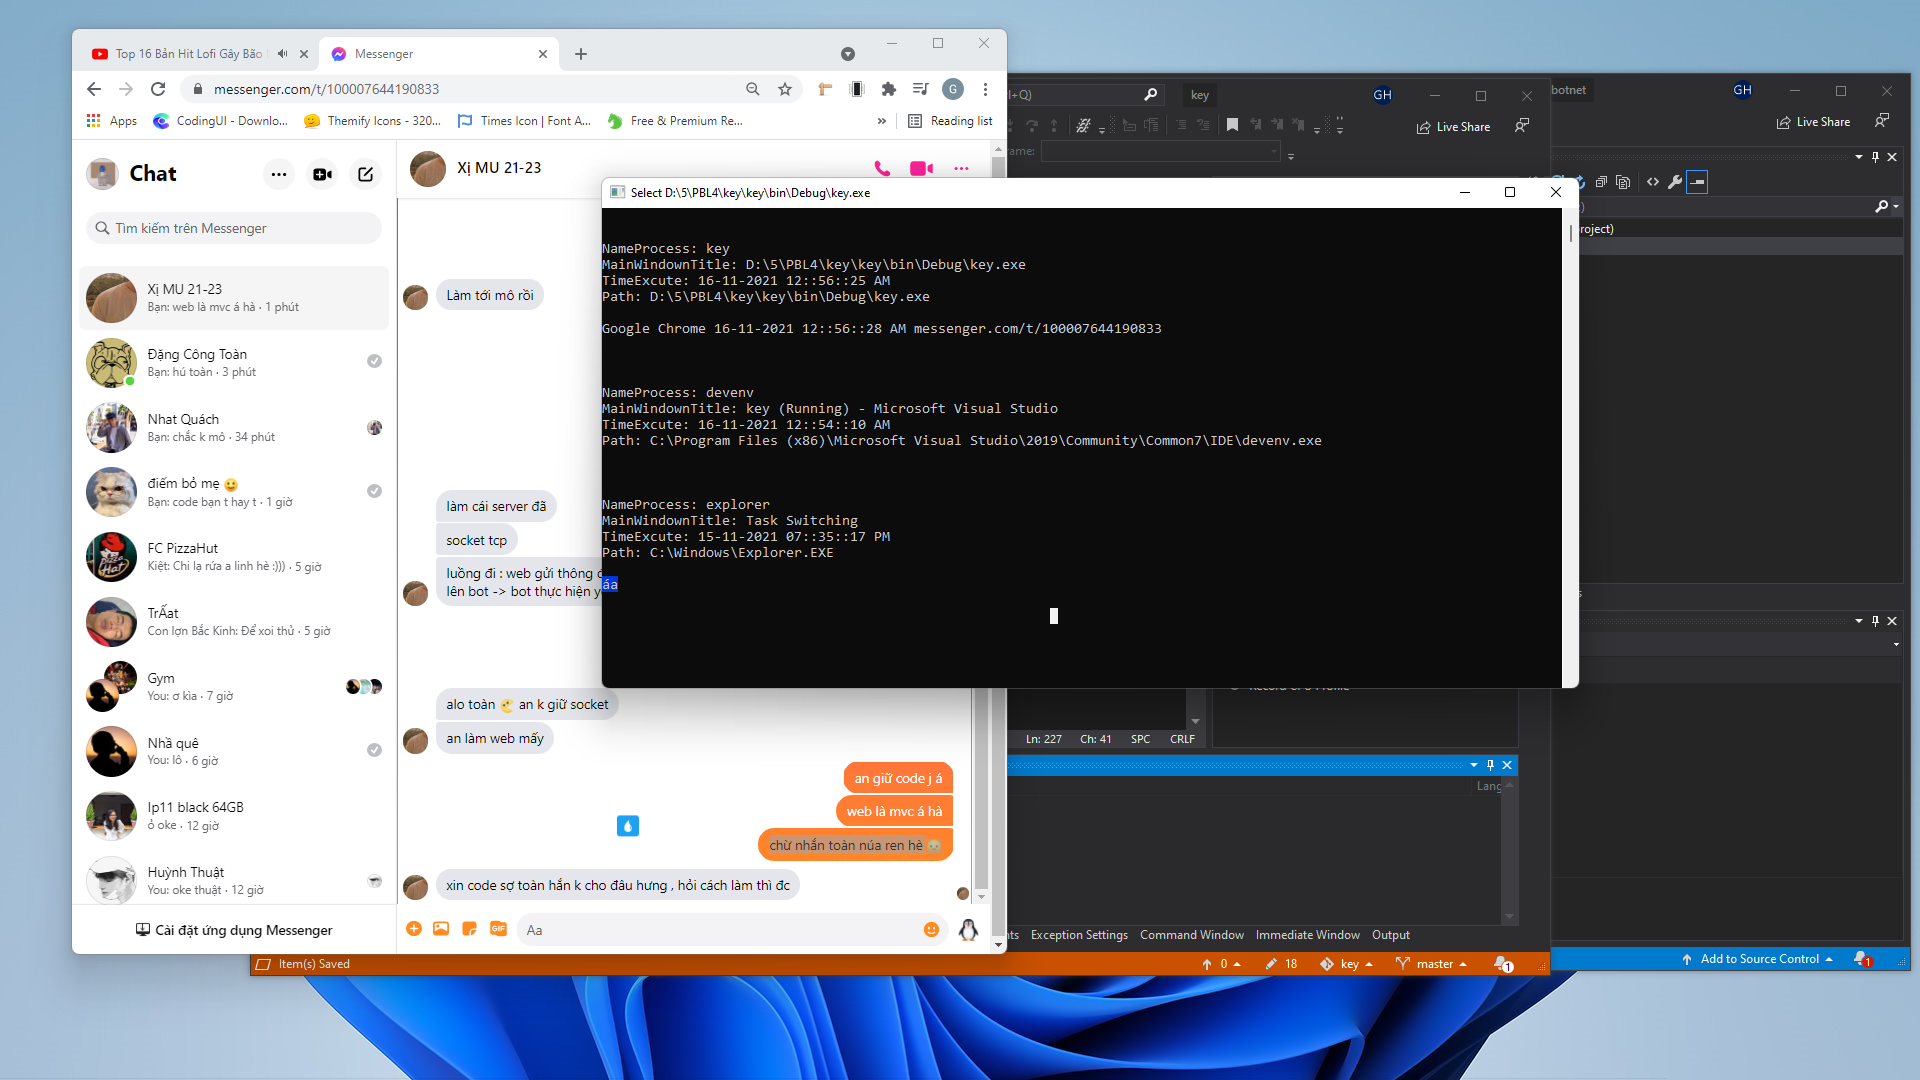 Top 16 Bản Hit Lofi Gây Bão
Messenger
messenger.com/t/100007644190833
Apps
CodingUI - Downlo...
Themify Icons - 320...
Times Icon | Font A...
Free & Premium Re...
»
Reading list
Chat
Tìm kiếm trên Messenger
Xị MU 21-23
Bạn: web là mvc á hà · 1 phút
Đặng Công Toàn
Bạn: hú toàn · 3 phút
Nhat Quách
Bạn: chắc k mô · 34 phút
điếm bỏ mẹ 😀
Bạn: code bạn t hay t · 1 giờ
FC PizzaHut
Kiệt: Chi lạ rứa a linh hè :))) · 5 giờ
TrẤat
Con lợn Bắc Kinh: Để xoi thủ · 5 giờ
Gym
You: ơ kìa · 7 giờ
Nhầ quê
You: lô · 6 giờ
Ip11 black 64GB
ỏ oke · 12 giờ
Huỳnh Thuật
You: oke thuật · 12 giờ
Cài đặt ứng dụng Messenger
Xị MU 21-23
Làm tới mô rồi
làm cái server đã
socket tcp
luồng đi : web gửi thông
lên bot -> bot thực hiện
alo toàn an k giữ socket
an làm web mấy
an giữ code j á
web là mvc á hà
chừ nhắn toàn núa ren hè
xin code sợ toàn hắn k cho đâu hưng , hỏi cách làm thì đc
GIF
Aa
Select D:\5\PBL4\key\key\bin\Debug\key.exe
NameProcess: key
MainWindowTitle: D:\5\PBL4\key\key\bin\Debug\key.exe
TimeExcute: 16-11-2021 12::56::25 AM
Path: D:\5\PBL4\key\key\bin\Debug\key.exe
Google Chrome 16-11-2021 12::56::28 AM messenger.com/t/100007644190833
NameProcess: devenv
MainWindowTitle: key (Running) - Microsoft Visual Studio
TimeExcute: 16-11-2021 12::54::10 AM
Path: C:\Program Files (x86)\Microsoft Visual Studio\2019\Community\Common7\IDE\devenv.exe
NameProcess: explorer
MainWindowTitle: Task Switching
TimeExcute: 15-11-2021 07::35::17 PM
Path: C:\Windows\Explorer.EXE
áa
+Q)
key
GH
Live Share
ame:
botnet
GH
Live Share
roject)
Ln: 227
Ch: 41
SPC
CRLF
Lang
nts
Exception Settings
Command Window
Immediate Window
Output
Item(s) Saved
0
18
key
master
1
Add to Source Control
1